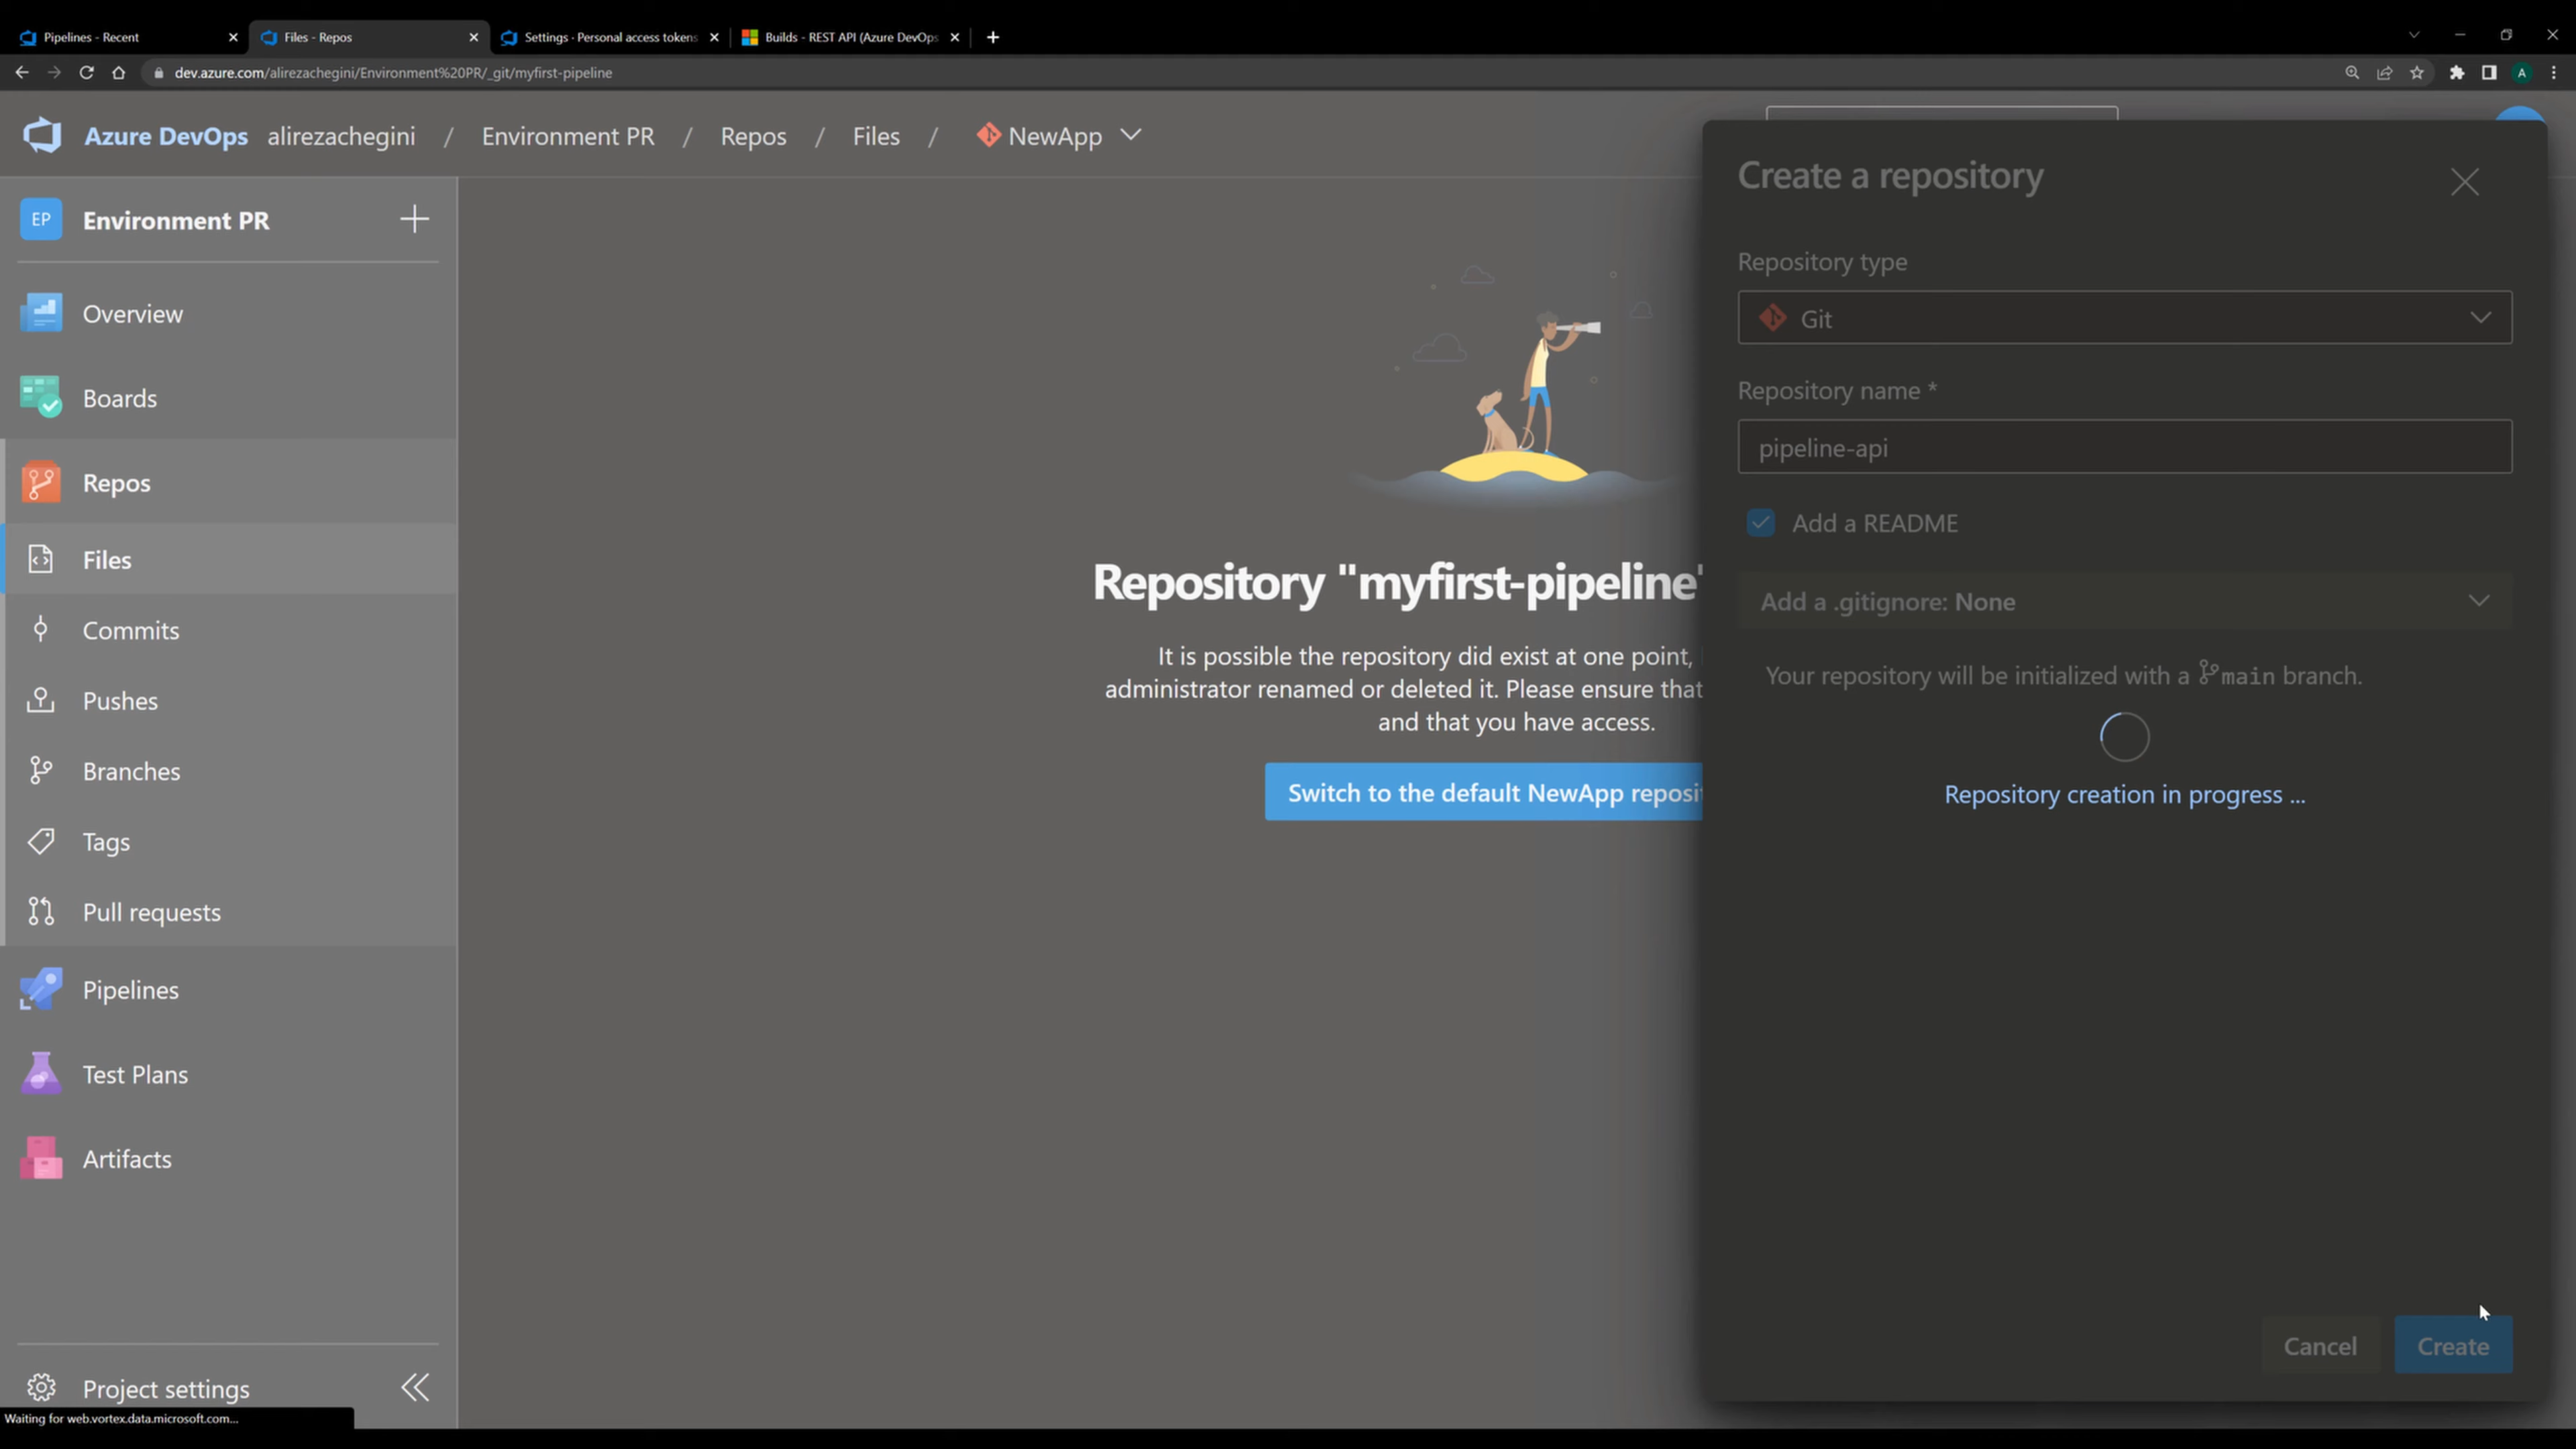 Pipelines - Recent
Files - Repos
Settings · Personal access tokens
Builds - REST API (Azure DevOps
dev.azure.com/alirezachegini/Environment%20PR/_git/myfirst-pipeline
A
Azure DevOps alirezachegini / Environment PR / Repos / Files / NewApp
EP Environment PR
Overview
Boards
Repos
Files
Commits
Pushes
Branches
Tags
Pull requests
Pipelines
Test Plans
Artifacts
Project settings
Waiting for web.vortex.data.microsoft.com...
Repository "myfirst-pipeline"
It is possible the repository did exist at one point,
administrator renamed or deleted it. Please ensure that
and that you have access.
Switch to the default NewApp reposit
Create a repository
Repository type
Git
Repository name *
pipeline-api
Add a README
Add a .gitignore: None
Your repository will be initialized with a main branch.
Repository creation in progress ...
Cancel
Create